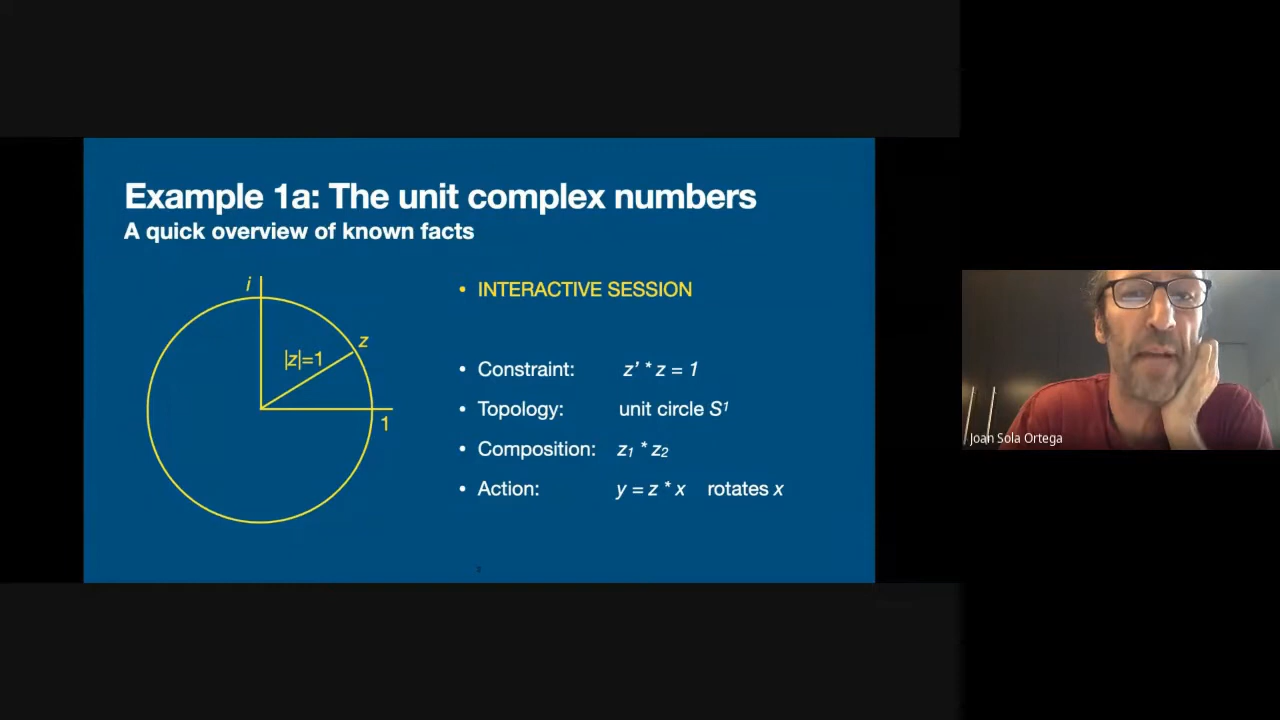 Example 1a: The unit complex numbers
A quick overview of known facts
i
z
|z|=1
1
• INTERACTIVE SESSION
• Constraint: z’ * z = 1
• Topology: unit circle S¹
• Composition: z₁ * z₂
• Action: y = z * x rotates x
Joan Sola Ortega